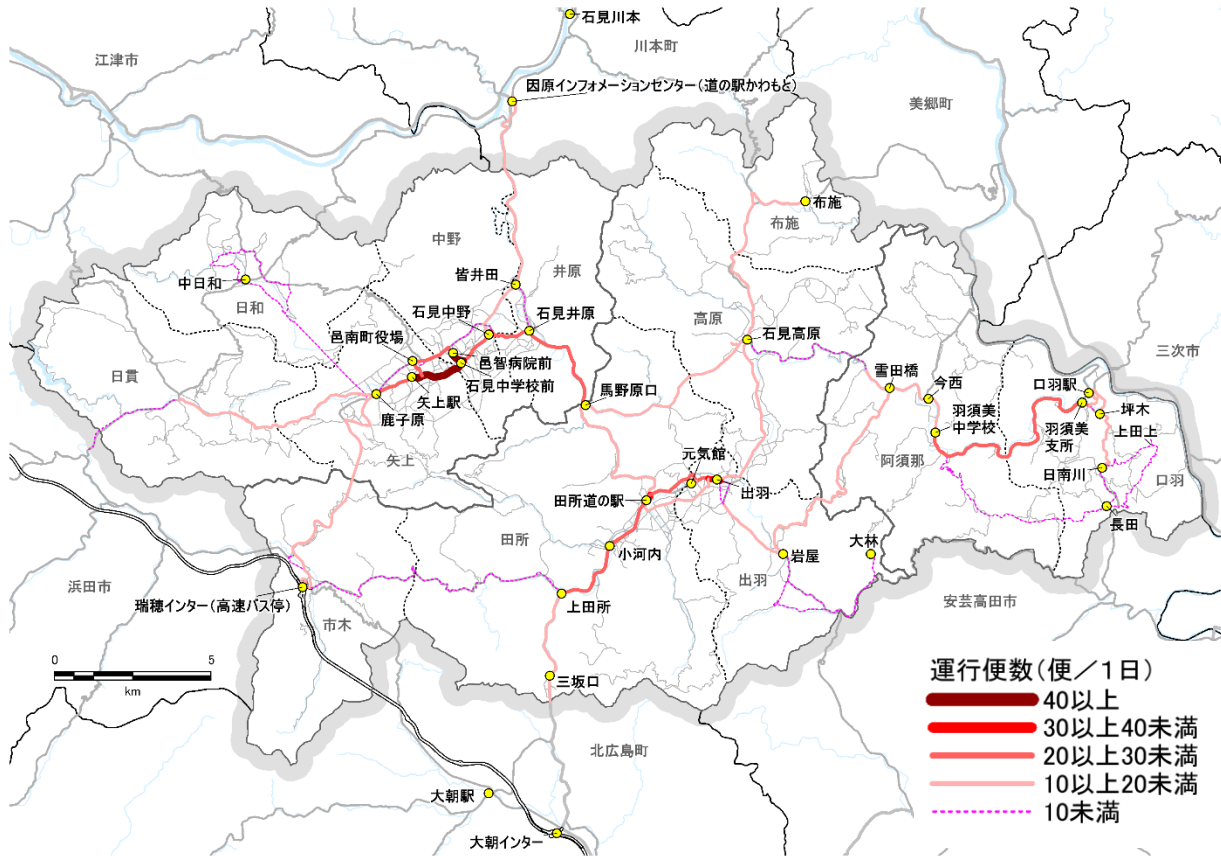 石見川本
川本町
江津市
因原インフォメーションセンター(道の駅かわもと)
美郷町
布施
布施
中野
皆井田
井原
中日和
日和
石見中野
石見井原
高原
石見高原
邑南町役場
邑智病院前
石見中学校前
三次市
日貫
雪田橋
今西
口羽駅
矢上駅
馬野原口
坪木
鹿子原
羽須美
中学校
羽須美
支所
上田上
矢上
阿須那
元気館
出羽
日南川
口羽
田所道の駅
長田
田所
小河内
岩屋
大林
浜田市
出羽
瑞穂インター(高速バス停)
上田所
安芸高田市
市木
0
5
km
三坂口
北広島町
大朝駅
大朝インター
運行便数(便/1日)
40以上
30以上40未満
20以上30未満
10以上20未満
10未満